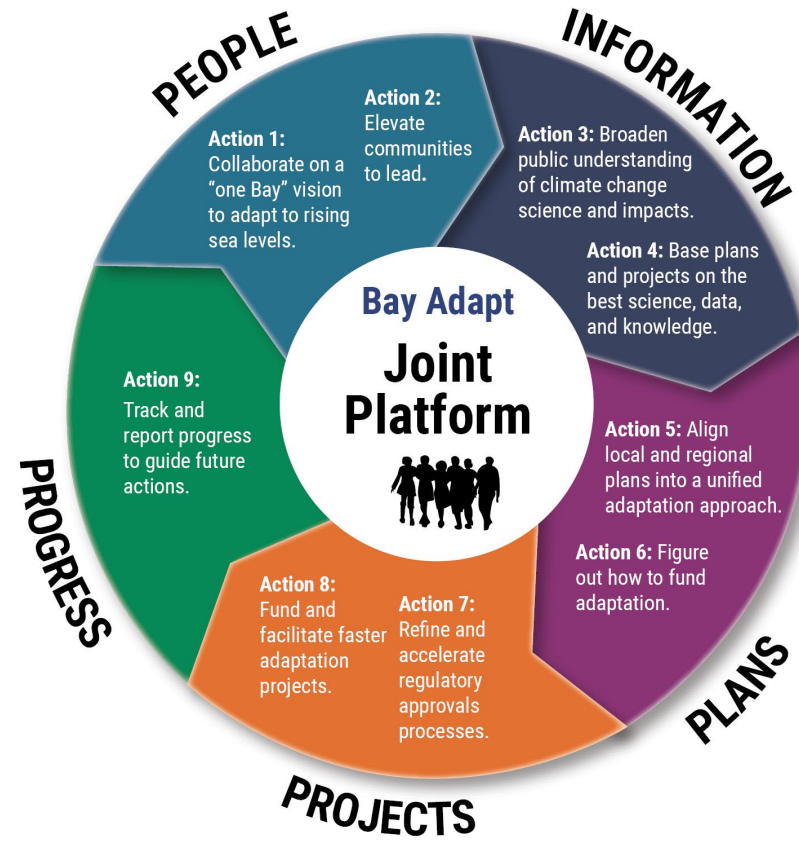 PEOPLE
Action 1:
Collaborate on a
“one Bay” vision
to adapt to rising
sea levels.
Action 2:
Elevate
communities
to lead.
INFORMATION
Action 3: Broaden
public understanding
of climate change
science and impacts.
Action 4: Base plans
and projects on the
best science, data,
and knowledge.
PLANS
Action 5: Align
local and regional
plans into a unified
adaptation approach.
Action 6: Figure
out how to fund
adaptation.
PROJECTS
Action 7:
Refine and
accelerate
regulatory
approvals
processes.
Action 8:
Fund and
facilitate faster
adaptation
projects.
PROGRESS
Action 9:
Track and
report progress
to guide future
actions.
Bay Adapt
Joint
Platform